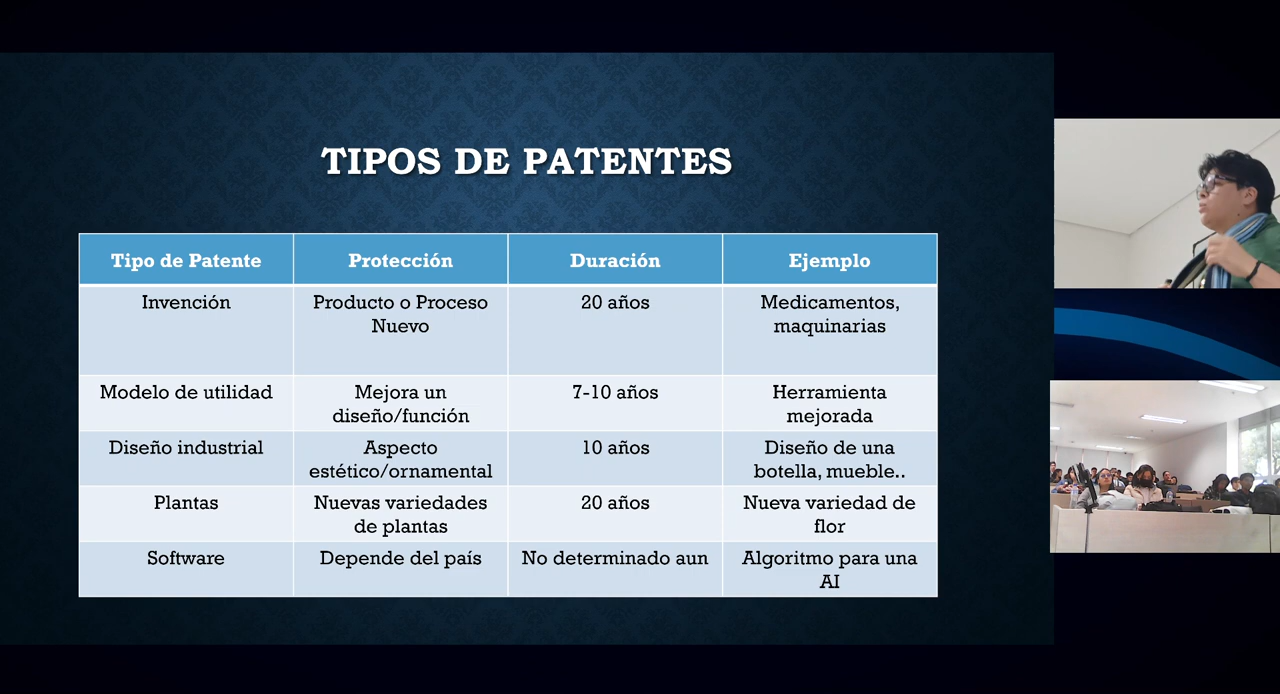 TIPOS DE PATENTES
Tipo de Patente Protección Duración Ejemplo
Invención Producto o Proceso 20 años Medicamentos,
Nuevo maquinarias
Modelo de utilidad Mejora un 7-10 años Herramienta
diseño/función mejorada
Diseño industrial Aspecto 10 años Diseño de una
estético/ornamental botella, mueble..
Plantas Nuevas variedades 20 años Nueva variedad de
de plantas flor
Software Depende del país No determinado aun Algoritmo para una
AI